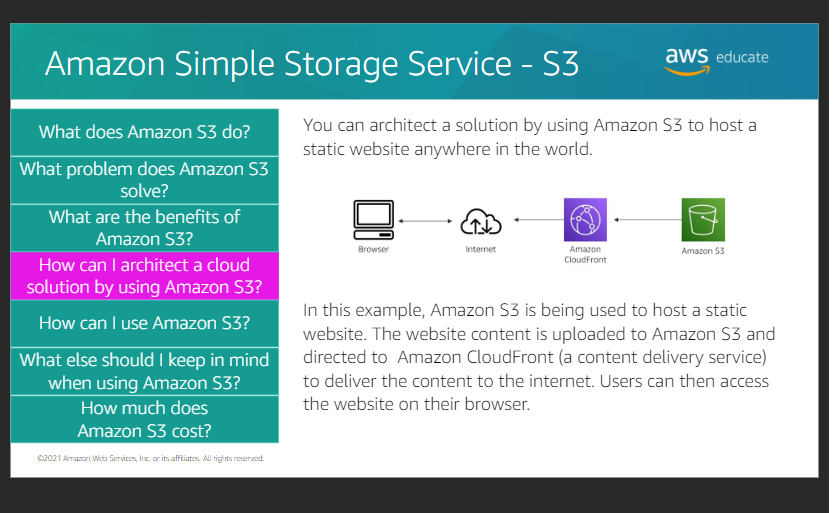 Amazon Simple Storage Service - S3
aws educate
What does Amazon S3 do?
What problem does Amazon S3
solve?
What are the benefits of
Amazon S3?
How can I architect a cloud
solution by using Amazon S3?
How can I use Amazon S3?
What else should I keep in mind
when using Amazon S3?
How much does
Amazon S3 cost?
You can architect a solution by using Amazon S3 to host a
static website anywhere in the world.
Browser
Internet
Amazon
CloudFront
Amazon S3
In this example, Amazon S3 is being used to host a static
website. The website content is uploaded to Amazon S3 and
directed to  Amazon CloudFront (a content delivery service)
to deliver the content to the internet. Users can then access
the website on their browser.
©2021 Amazon Web Services, Inc. or its affiliates. All rights reserved.